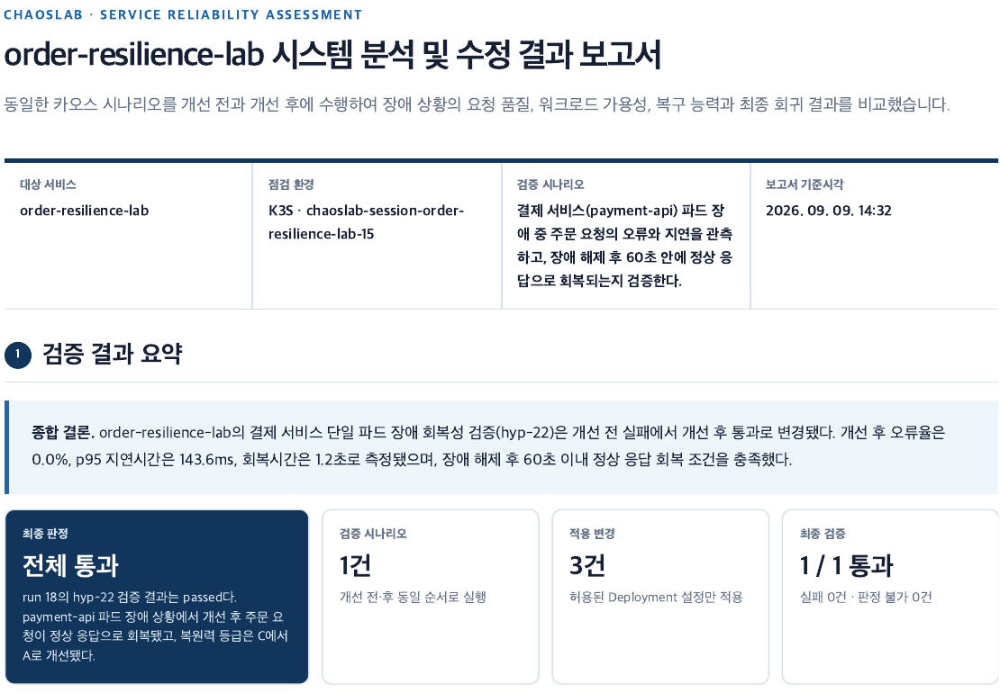 CHAOSLAB · SERVICE RELIABILITY ASSESSMENT
order-resilience-lab 시스템 분석 및 수정 결과 보고서
동일한 카오스 시나리오를 개선 전과 개선 후에 수행하여 장애 상황의 요청 품질, 워크로드 가용성, 복구 능력과 최종 회귀 결과를 비교했습니다.
대상 서비스
order-resilience-lab
점검 환경
K3S · chaoslab-session-order-
resilience-lab-15
검증 시나리오
결제 서비스(payment-api) 파드 장
애 중 주문 요청의 오류와 지연을 관측
하고, 장애 해제 후 60초 안에 정상 응
답으로 회복되는지 검증한다.
보고서 기준시각
2026. 09. 09. 14:32
1 검증 결과 요약
종합 결론. order-resilience-lab의 결제 서비스 단일 파드 장애 회복성 검증(hyp-22)은 개선 전 실패에서 개선 후 통과로 변경됐다. 개선 후 오류율은
0.0%, p95 지연시간은 143.6ms, 회복시간은 1.2초로 측정됐으며, 장애 해제 후 60초 이내 정상 응답 회복 조건을 충족했다.
최종 판정
전체 통과
run 18의 hyp-22 검증 결과는 passed다.
payment-api 파드 장애 상황에서 개선 후 주문 요
청이 정상 응답으로 회복됐고, 복원력 등급은 C에서
A로 개선됐다.
검증 시나리오
1건
개선 전·후 동일 순서로 실행
적용 변경
3건
허용된 Deployment 설정만 적용
최종 검증
1 / 1 통과
실패 0건 · 판정 불가 0건